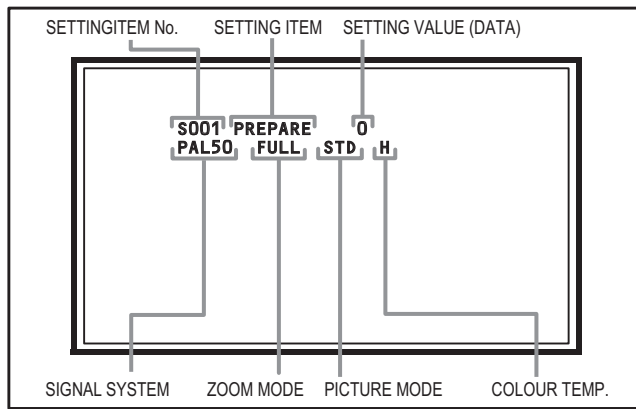 SETTINGITEM No. SETTING ITEM SETTING VALUE (DATA)
S001 PREPARE 0
PAL50 FULL STD H
SIGNAL SYSTEM ZOOM MODE PICTURE MODE COLOUR TEMP.